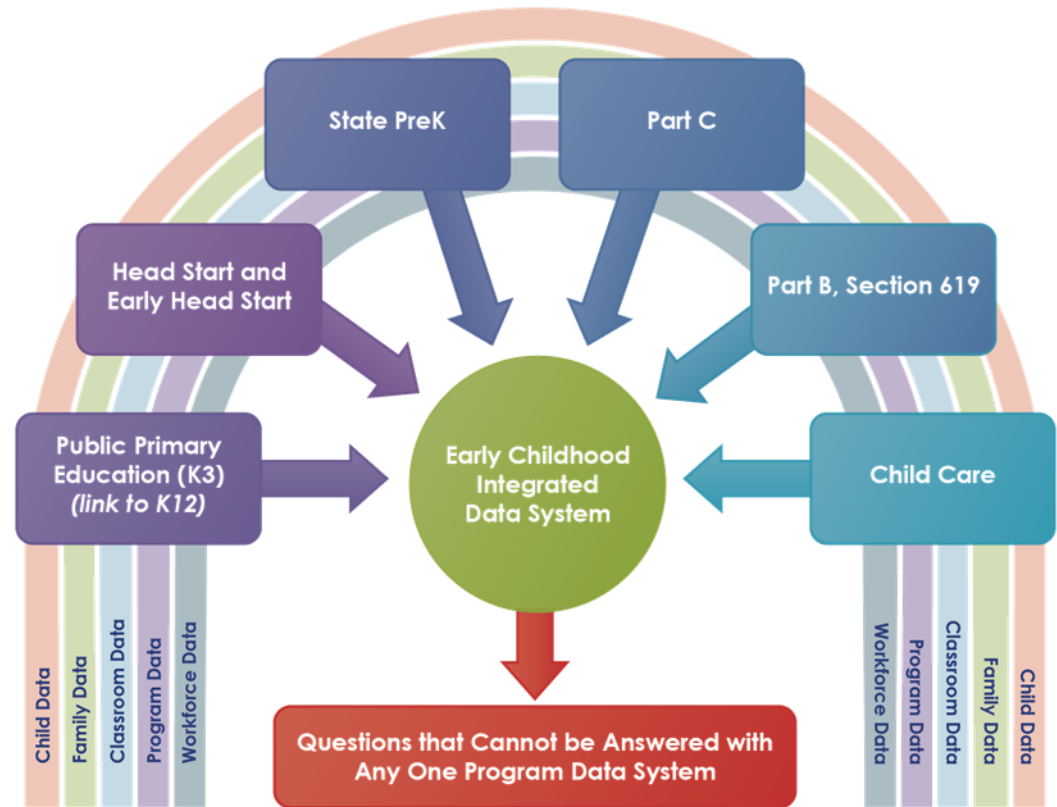 State PreK
Part C
Head Start and
Early Head Start
Part B, Section 619
Public Primary
Education (K3)
(link to K12)
Early Childhood
Integrated
Data System
Child Care
Child Data
Family Data
Classroom Data
Program Data
Workforce Data
Workforce Data
Program Data
Classroom Data
Family Data
Child Data
Questions that Cannot be Answered with
Any One Program Data System